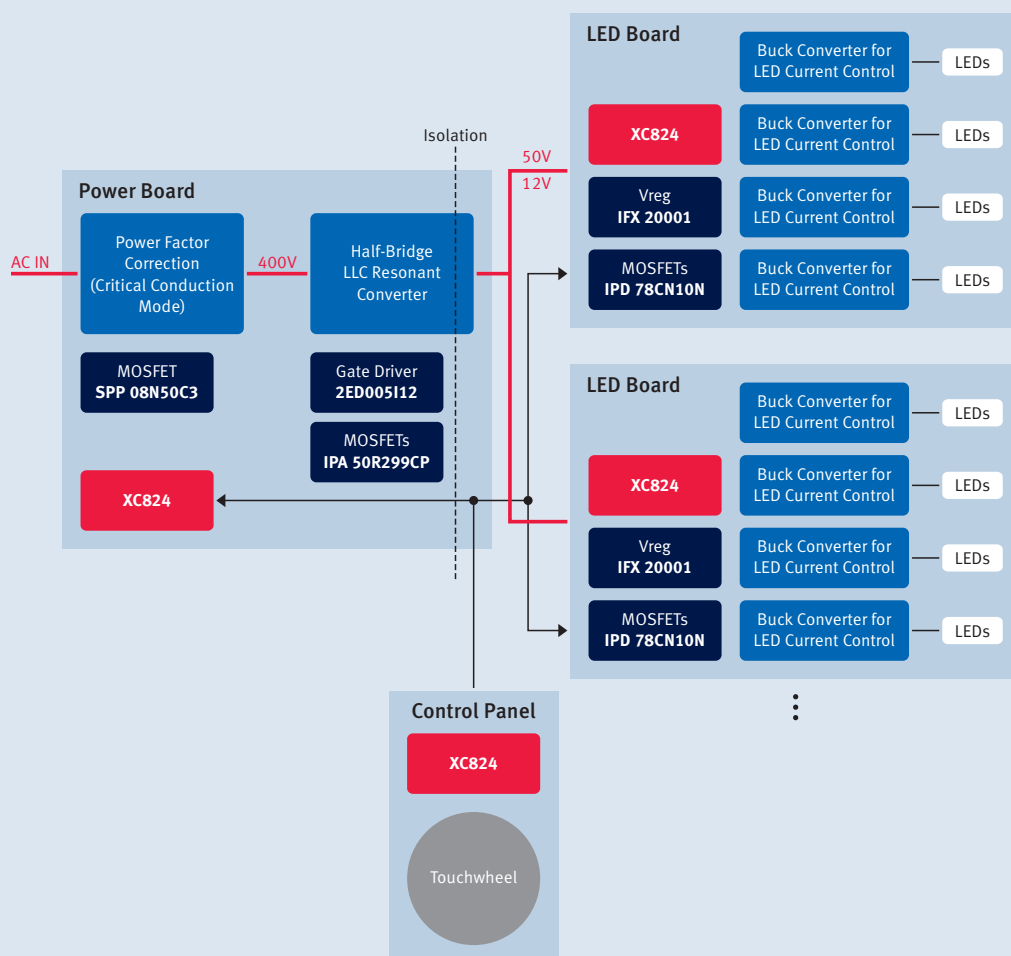 Isolation
Power Board
AC IN
Power Factor
Correction
(Critical Conduction
Mode)
400V
Half-Bridge
LLC Resonant
Converter
50V
12V
MOSFET
SPP 08N50C3
Gate Driver
2ED005I12
MOSFETs
IPA 50R299CP
XC824
LED Board
Buck Converter for
LED Current Control
LEDs
XC824
Buck Converter for
LED Current Control
LEDs
Vreg
IFX 20001
Buck Converter for
LED Current Control
LEDs
MOSFETs
IPD 78CN10N
Buck Converter for
LED Current Control
LEDs
LED Board
Buck Converter for
LED Current Control
LEDs
XC824
Buck Converter for
LED Current Control
LEDs
Vreg
IFX 20001
Buck Converter for
LED Current Control
LEDs
MOSFETs
IPD 78CN10N
Buck Converter for
LED Current Control
LEDs
Control Panel
XC824
Touchwheel